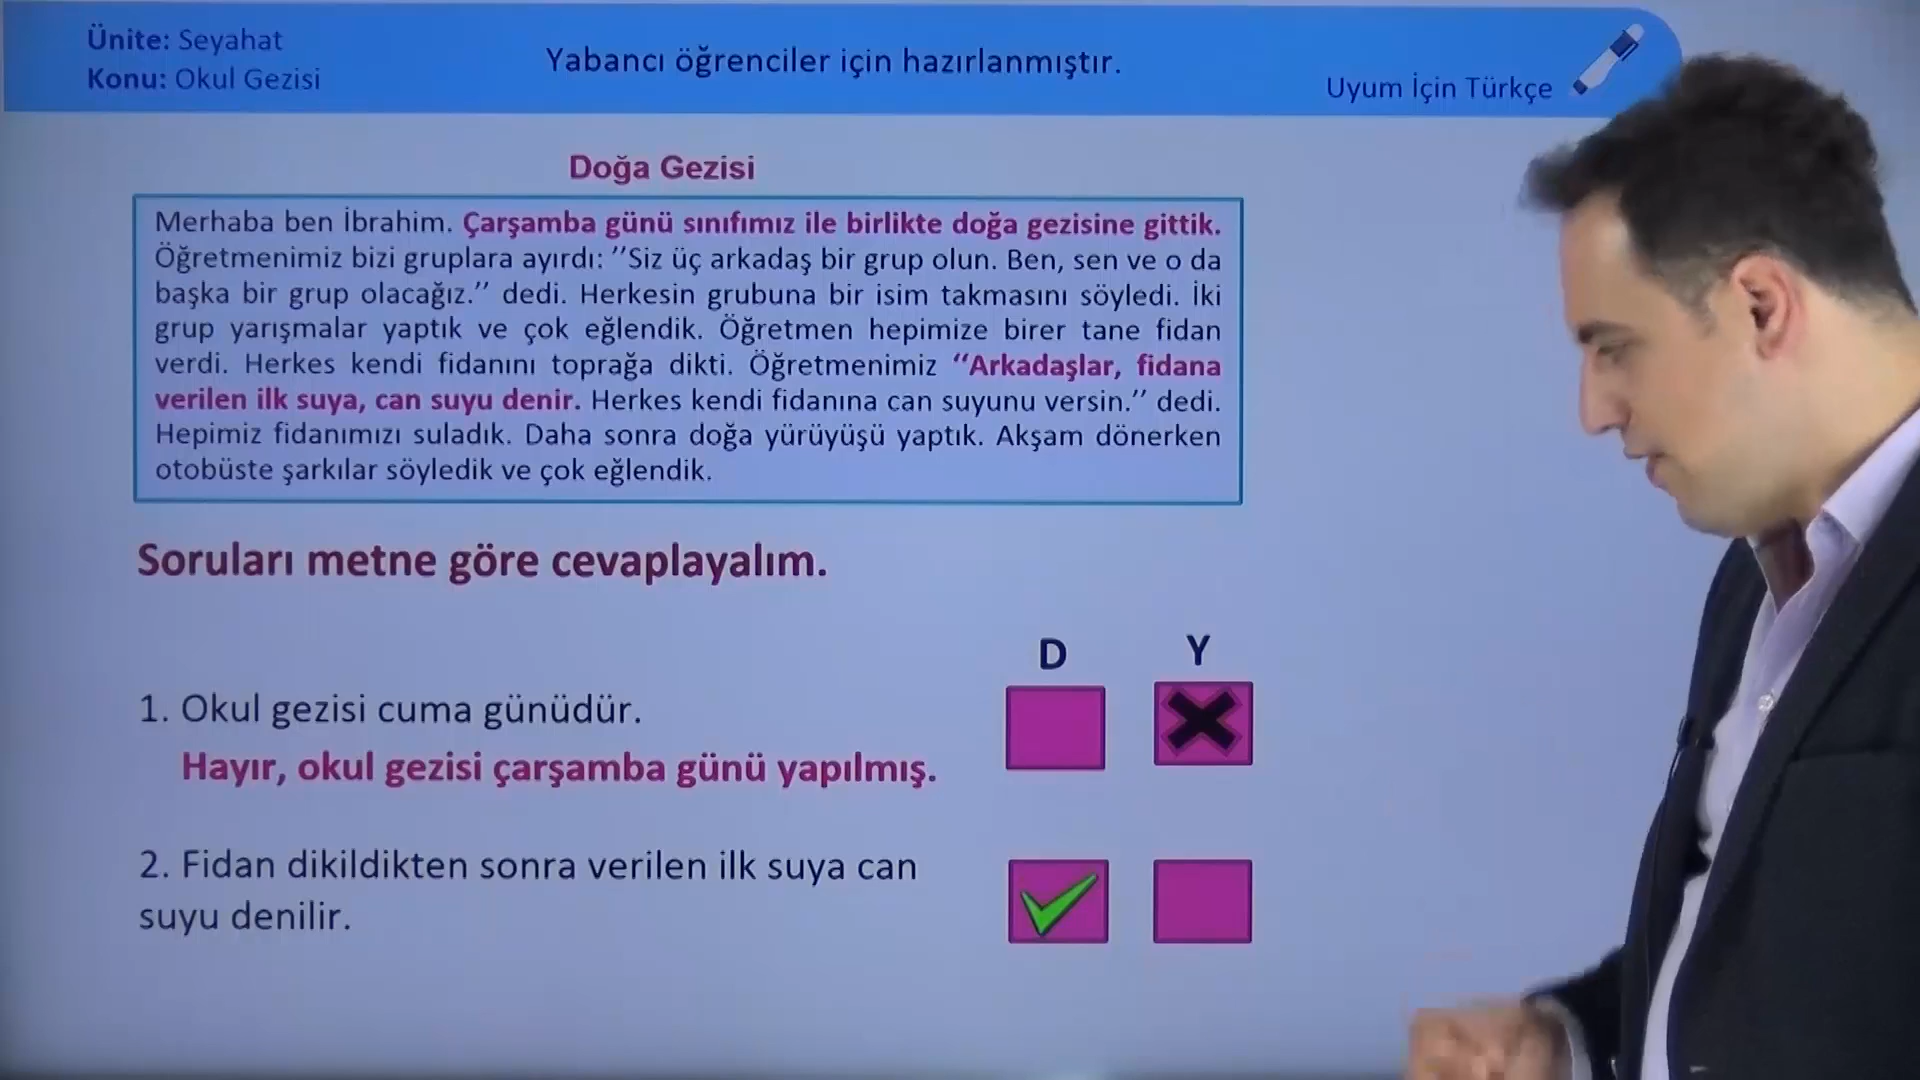 Ünite: Seyahat
Konu: Okul Gezisi
Yabancı öğrenciler için hazırlanmıştır.
Uyum İçin Türkçe
Doğa Gezisi
Merhaba ben İbrahim. Çarşamba günü sınıfımız ile birlikte doğa gezisine gittik.
Öğretmenimiz bizi gruplara ayırdı: ’’Siz üç arkadaş bir grup olun. Ben, sen ve o da
başka bir grup olacağız.’’ dedi. Herkesin grubuna bir isim takmasını söyledi. İki
grup yarışmalar yaptık ve çok eğlendik. Öğretmen hepimize birer tane fidan
verdi. Herkes kendi fidanını toprağa dikti. Öğretmenimiz ‘‘Arkadaşlar, fidana
verilen ilk suya, can suyu denir. Herkes kendi fidanına can suyunu versin.’’ dedi.
Hepimiz fidanımızı suladık. Daha sonra doğa yürüyüşü yaptık. Akşam dönerken
otobüste şarkılar söyledik ve çok eğlendik.
Soruları metne göre cevaplayalım.
D Y
1. Okul gezisi cuma günüdür.
Hayır, okul gezisi çarşamba günü yapılmış.
2. Fidan dikildikten sonra verilen ilk suya can
suyu denilir.